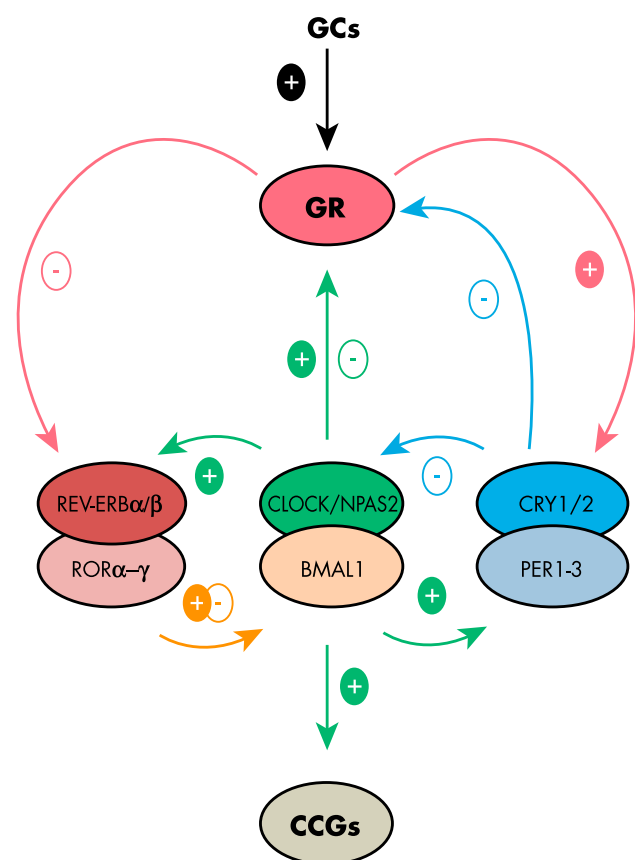 GCs
+
GR
-
+
-
+ -
+
-
REV-ERBα/β
CLOCK/NPAS2
CRY1/2
RORα–γ
BMAL1
PER1-3
+-
+
+
CCGs